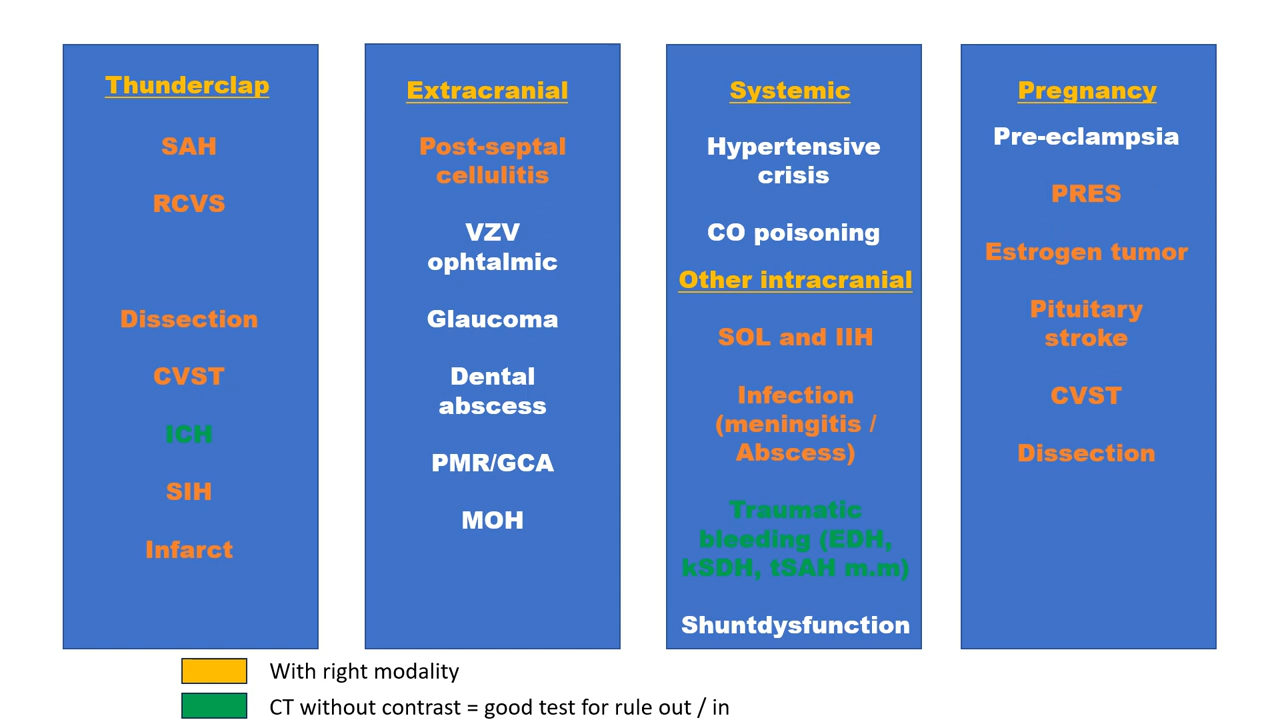 Thunderclap
SAH
RCVS
Dissection
CVST
ICH
SIH
Infarct
Extracranial
Post-septal
cellulitis
VZV
ophtalmic
Glaucoma
Dental
abscess
PMR/GCA
MOH
Systemic
Hypertensive
crisis
CO poisoning
Other intracranial
SOL and IIH
Infection
(meningitis /
Abscess)
Traumatic
bleeding (EDH,
kSDH, tSAH m.m)
Shuntdysfunction
Pregnancy
Pre-eclampsia
PRES
Estrogen tumor
Pituitary
stroke
CVST
Dissection
With right modality
CT without contrast = good test for rule out / in